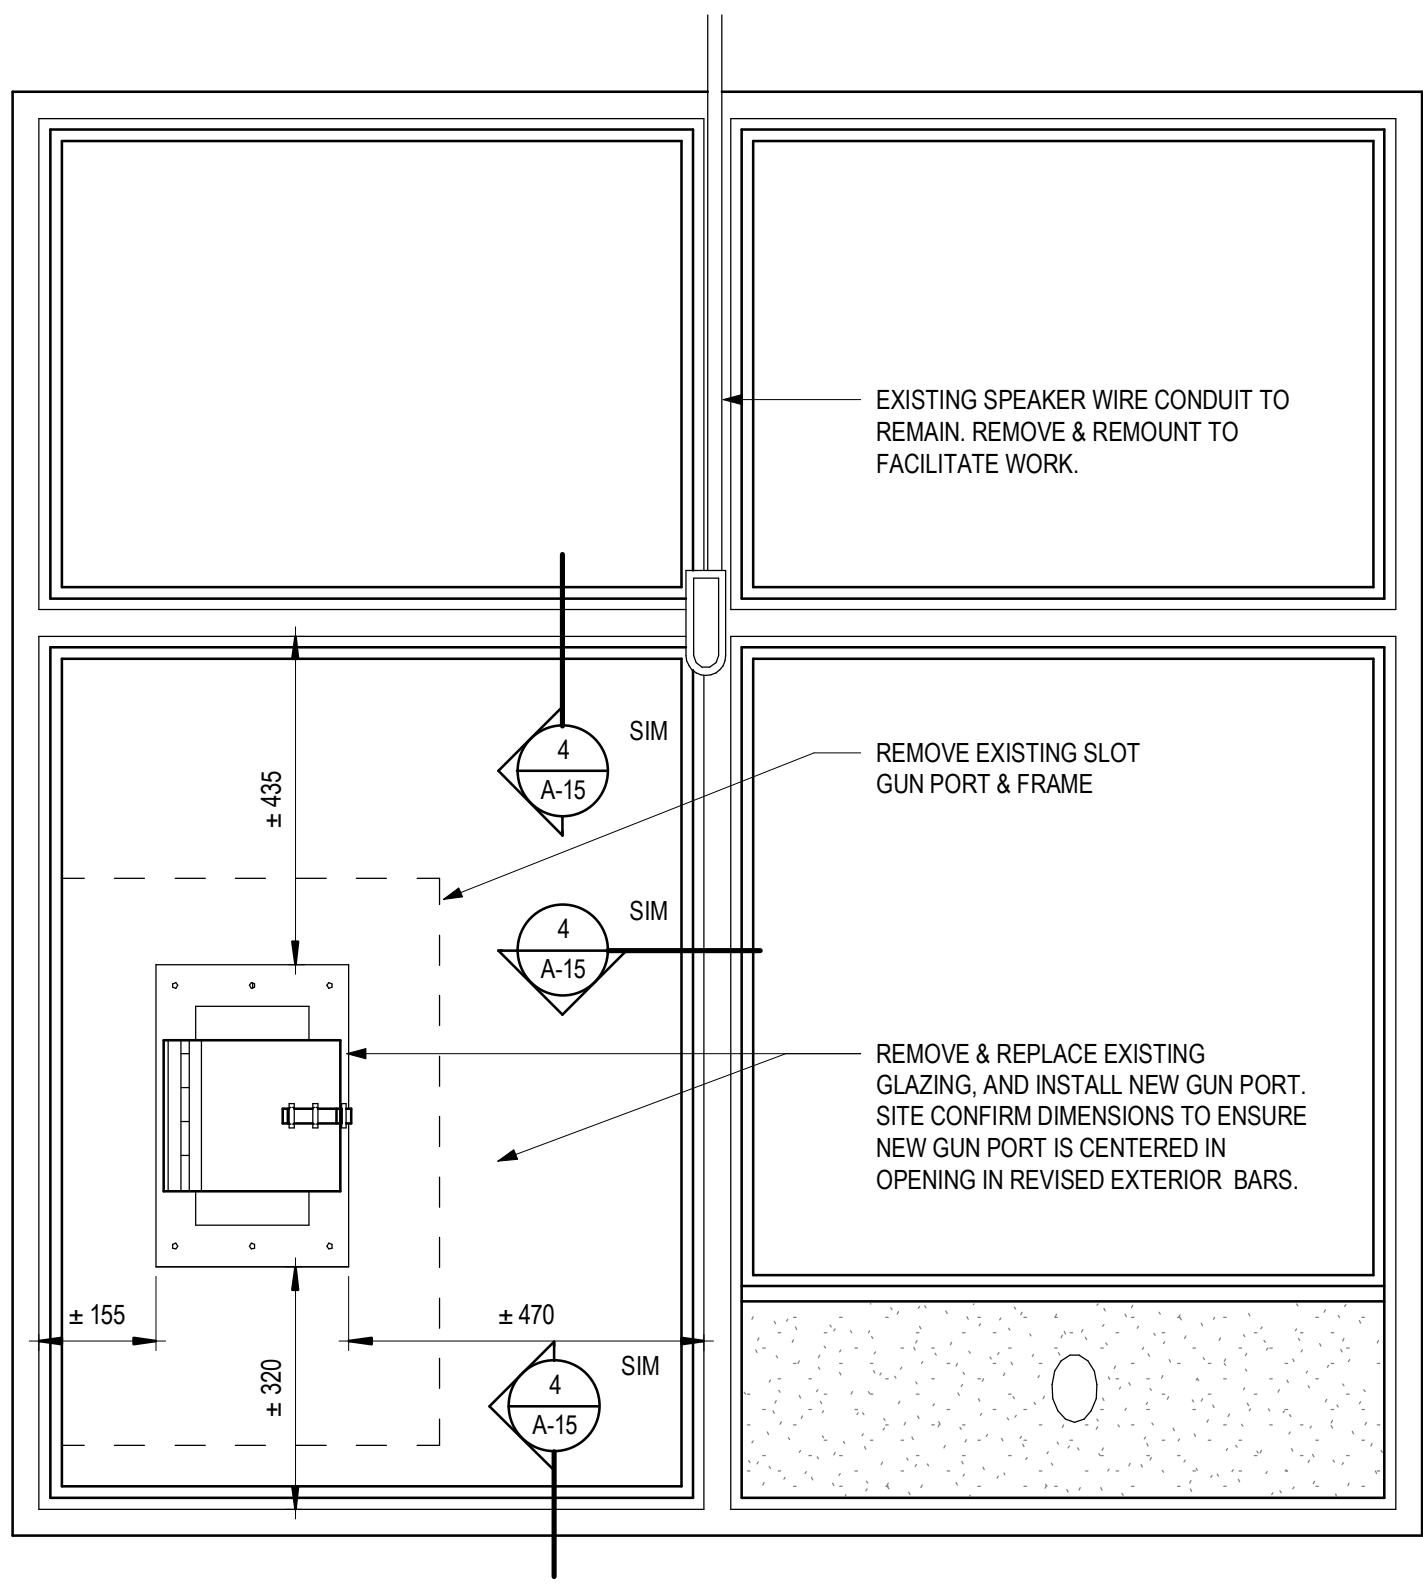 EXISTING SPEAKER WIRE CONDUIT TO
REMAIN. REMOVE & REMOUNT TO
FACILITATE WORK.
SIM
4
A-15
REMOVE EXISTING SLOT
GUN PORT & FRAME
± 435
SIM
4
A-15
REMOVE & REPLACE EXISTING
GLAZING, AND INSTALL NEW GUN PORT.
SITE CONFIRM DIMENSIONS TO ENSURE
NEW GUN PORT IS CENTERED IN
OPENING IN REVISED EXTERIOR BARS.
± 155
± 470
± 320
SIM
4
A-15